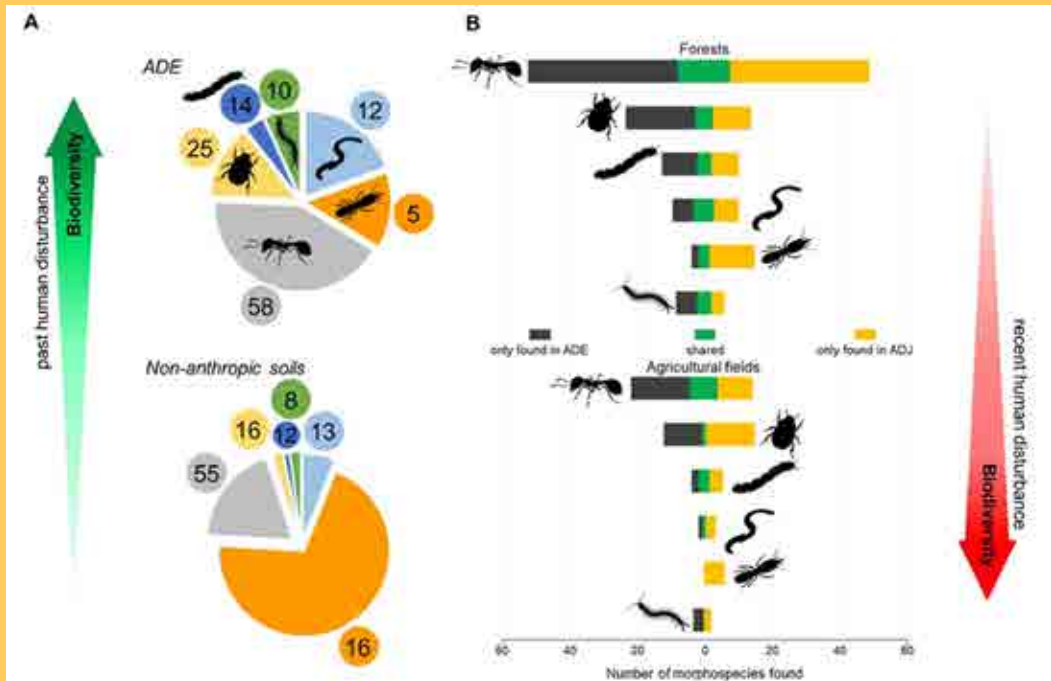 A
ADE
10
14
12
25
5
58
Biodiversity
past human disturbance
Non-anthropic soils
8
16
12
13
55
16
B
Forests
only found in ADE
shared
only found in ADJ
Agricultural fields
60
40
20
0
20
40
60
Number of morphospecies found
recent human disturbance
Biodiversity